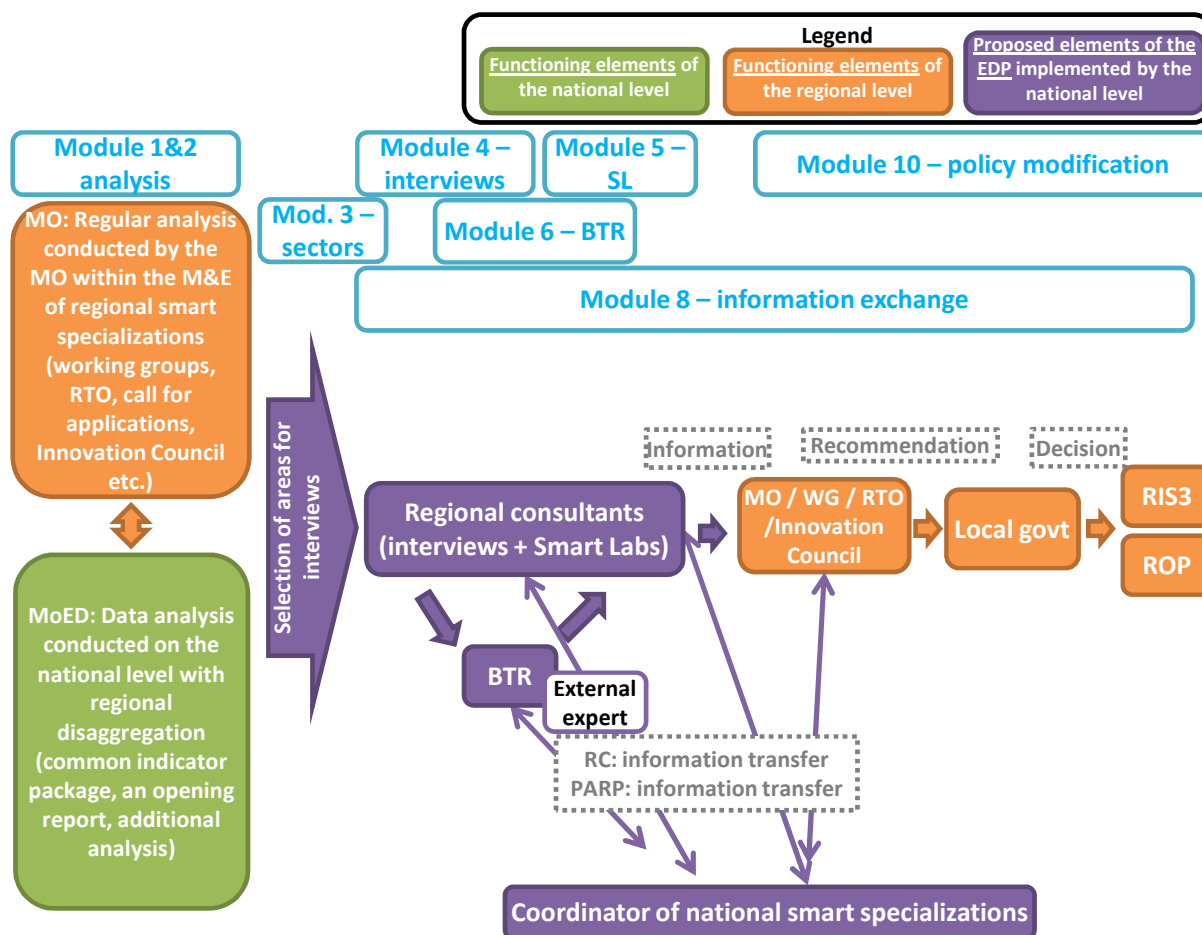 Legend
Functioning elements of
the national level
Functioning elements of
the regional level
Proposed elements of the
EDP implemented by the
national level
Module 1&2
analysis
Mod. 3 –
sectors
Module 4 –
interviews
Module 5 –
SL
Module 6 – BTR
Module 10 – policy modification
Module 8 – information exchange
MO: Regular analysis
conducted by the
MO within the M&E
of regional smart
specializations
(working groups,
RTO, call for
applications,
Innovation Council
etc.)
MoED: Data analysis
conducted on the
national level with
regional
disaggregation
(common indicator
package, an opening
report, additional
analysis)
Selection of areas for
interviews
Information
Recommendation
Decision
Regional consultants
(interviews + Smart Labs)
MO / WG / RTO
/Innovation
Council
Local govt
RIS3
ROP
BTR
External
expert
RC: information transfer
PARP: information transfer
Coordinator of national smart specializations